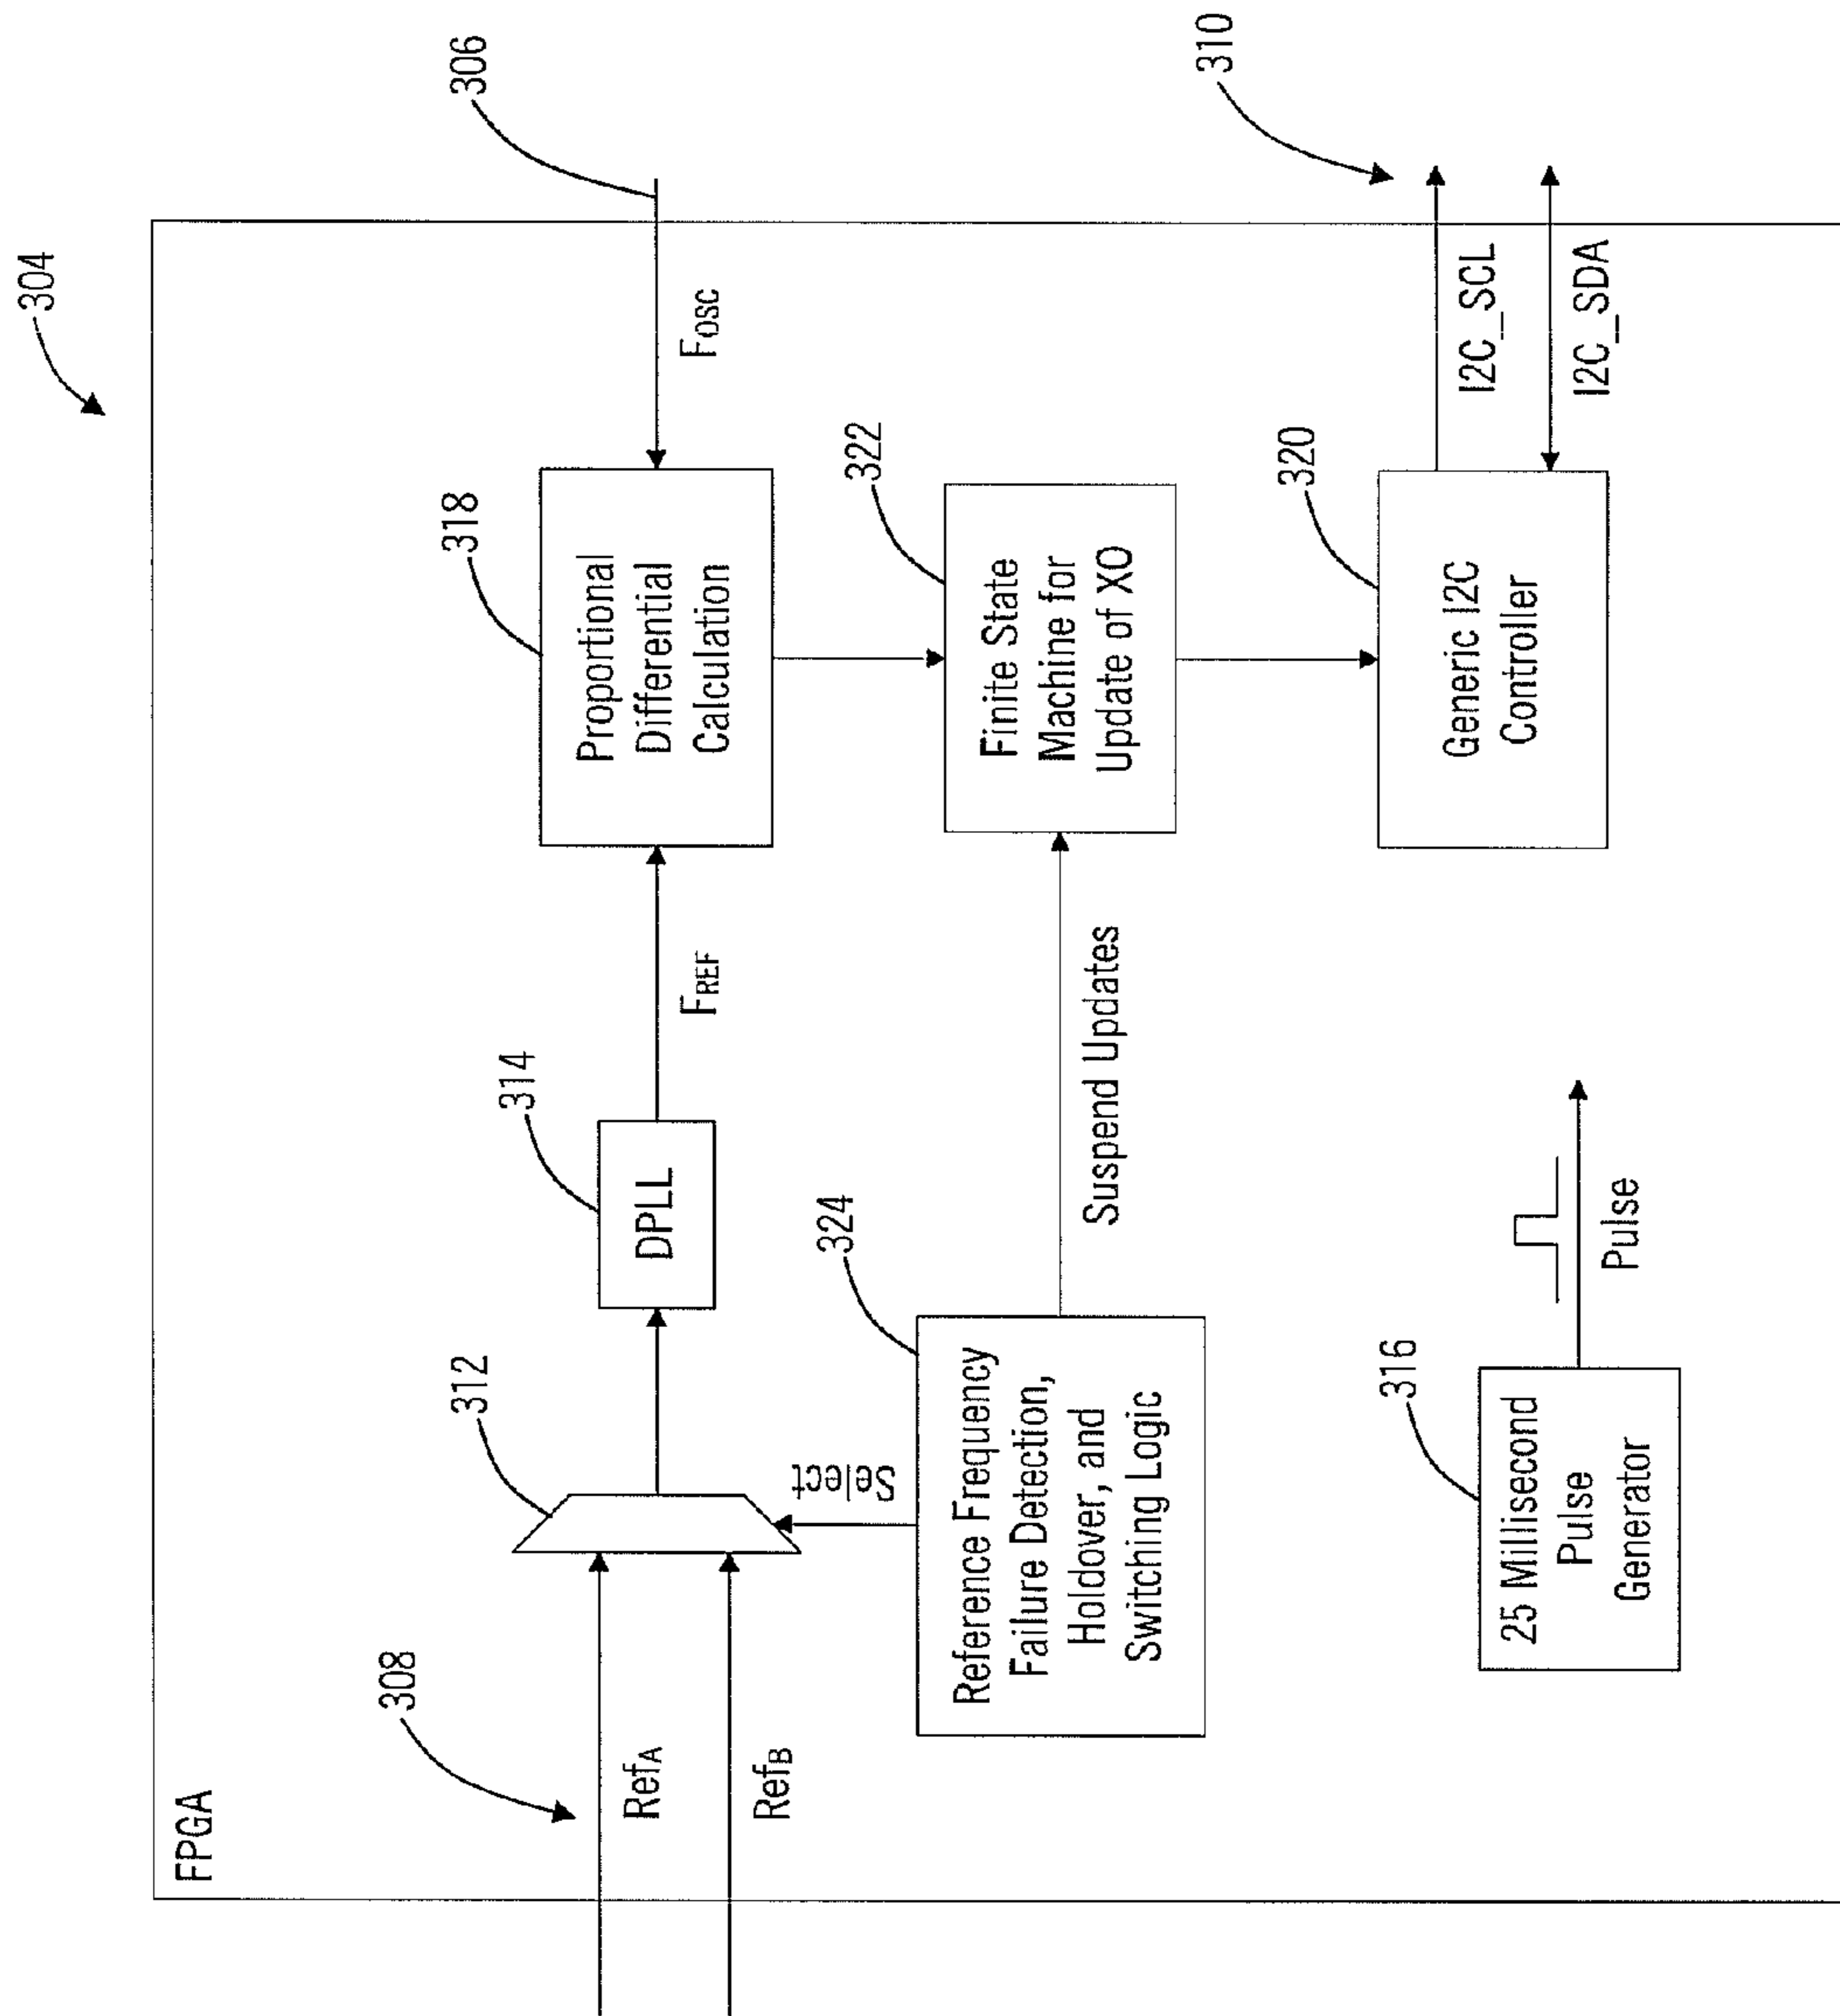 304
FPGA
308
RefA
RefB
312
Select
314
DPLL
FREF
318
Proportional
Differential
Calculation
306
FOSC
324
Reference Frequency
Failure Detection,
Holdover, and
Switching Logic
Suspend Updates
322
Finite State
Machine for
Update of XO
316
25 Millisecond
Pulse
Generator
Pulse
320
Generic I2C
Controller
310
I2C_SCL
I2C_SDA